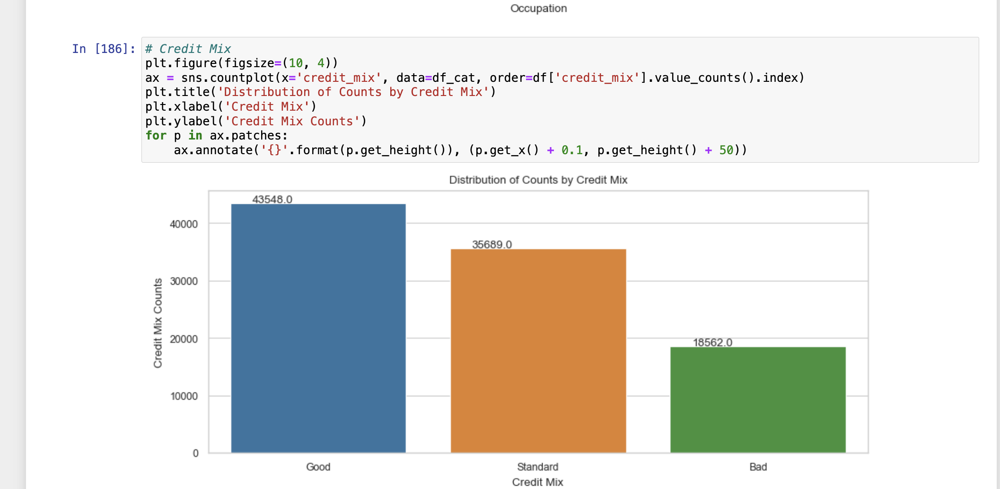 Occupation
In [186]:
# Credit Mix
plt.figure(figsize=(10, 4))
ax = sns.countplot(x='credit_mix', data=df_cat, order=df['credit_mix'].value_counts().index)
plt.title('Distribution of Counts by Credit Mix')
plt.xlabel('Credit Mix')
plt.ylabel('Credit Mix Counts')
for p in ax.patches:
    ax.annotate('{}'.format(p.get_height()), (p.get_x() + 0.1, p.get_height() + 50))
Distribution of Counts by Credit Mix
43548.0
35689.0
18562.0
Credit Mix Counts
40000
30000
20000
10000
0
Good
Standard
Bad
Credit Mix